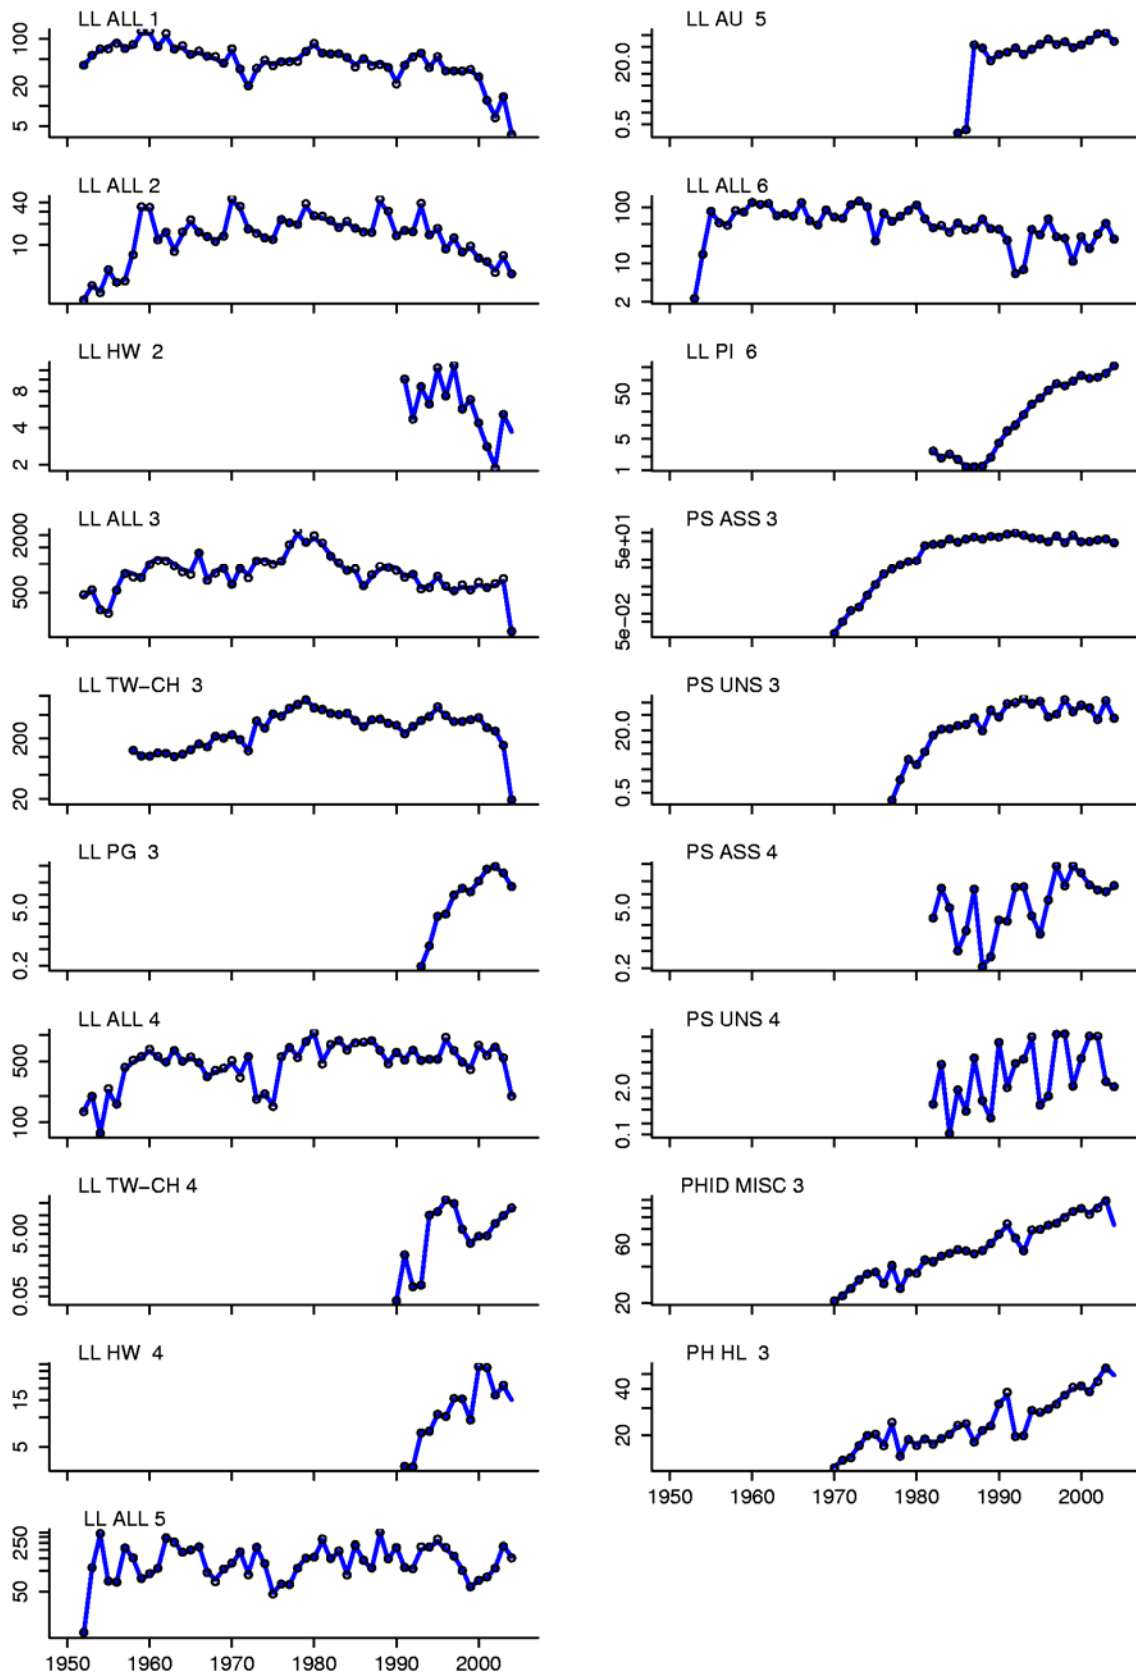 LL ALL 1
100
20
5
LL ALL 2
40
10
LL HW 2
8
4
2
LL ALL 3
2000
500
LL TW-CH 3
200
20
LL PG 3
5.0
0.2
LL ALL 4
500
100
LL TW-CH 4
5.00
0.05
LL HW 4
15
5
LL ALL 5
250
50
1950 1960 1970 1980 1990 2000
LL AU 5
20.0
0.5
LL ALL 6
100
10
2
LL PI 6
50
5
1
PS ASS 3
5e+01
5e-02
PS UNS 3
20.0
0.5
PS ASS 4
5.0
0.2
PS UNS 4
2.0
0.1
PHID MISC 3
60
20
PH HL 3
40
20
1950 1960 1970 1980 1990 2000